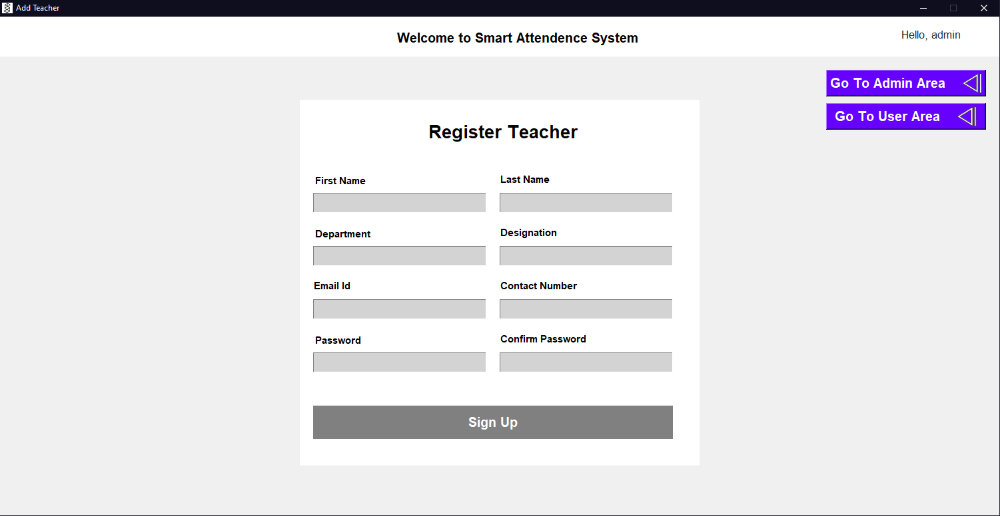 Add Teacher
Welcome to Smart Attendence System
Hello, admin
Go To Admin Area
Go To User Area
Register Teacher
First Name
Last Name
Department
Designation
Email Id
Contact Number
Password
Confirm Password
Sign Up